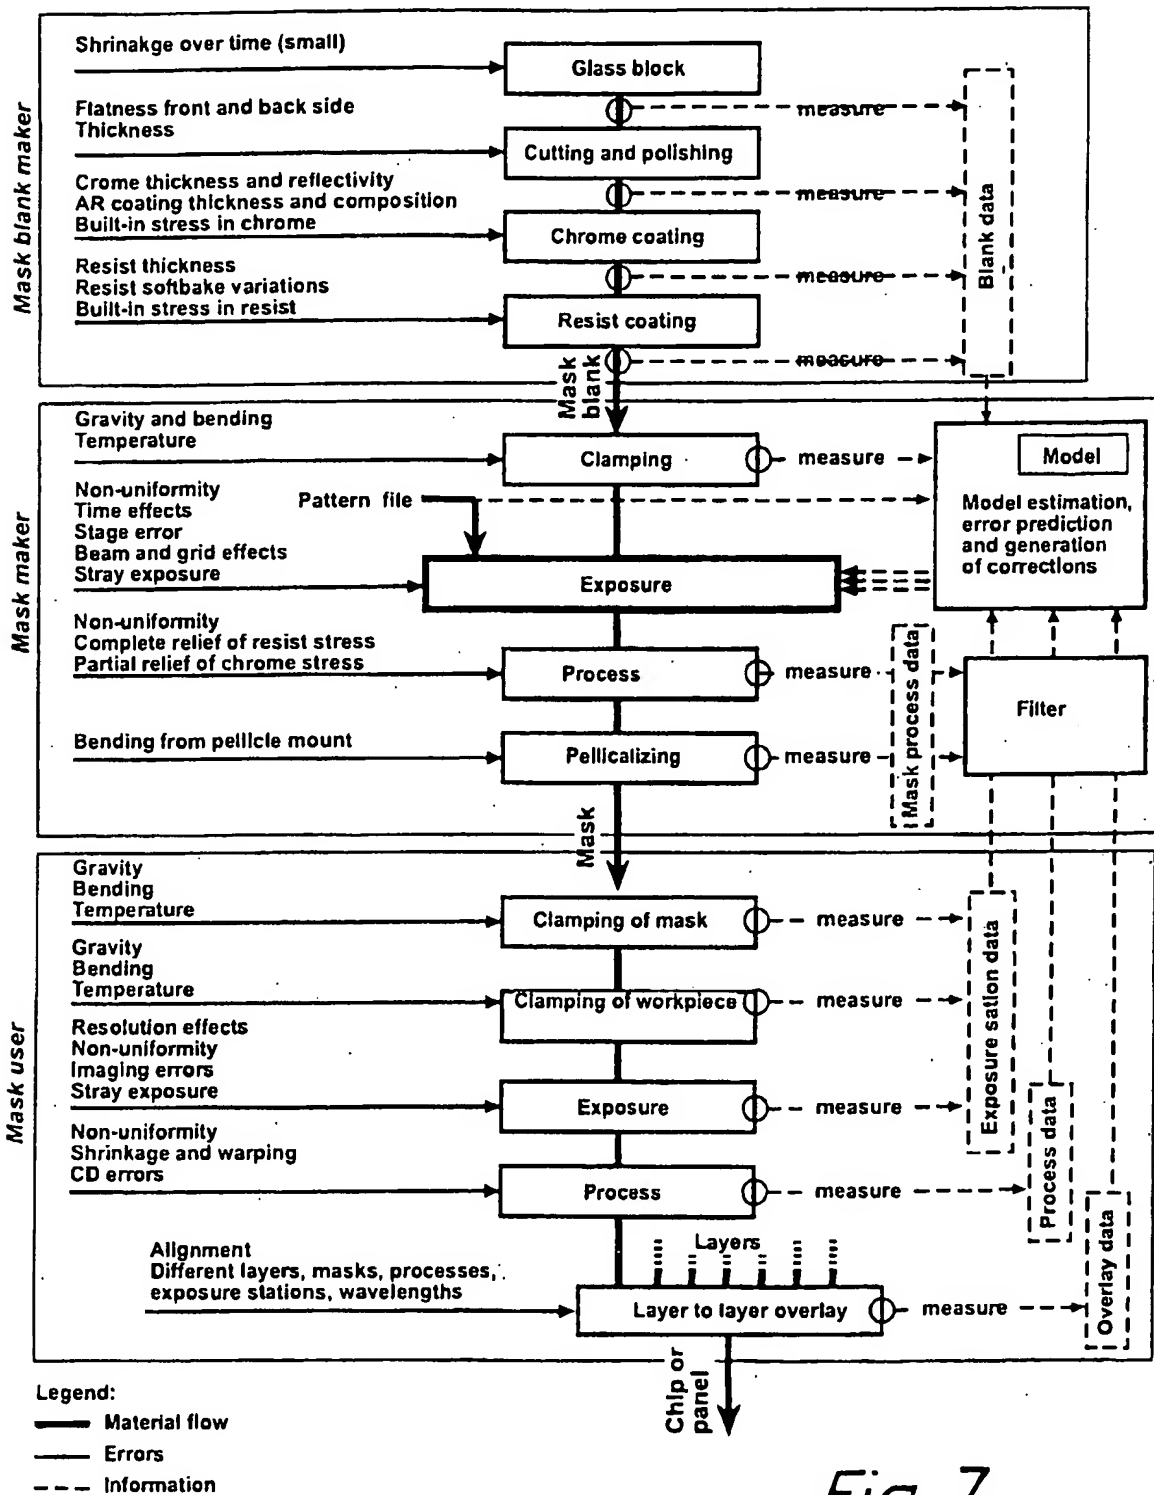 Mask blank maker
Shrinakge over time (small)
Glass block
measure
Flatness front and back side
Thickness
Cutting and polishing
measure
Crome thickness and reflectivity
AR coating thickness and composition
Built-in stress in chrome
Chrome coating
measure
Resist thickness
Resist softbake variations
Built-in stress in resist
Resist coating
measure
Blank data
Mask
blank
Mask maker
Gravity and bending
Temperature
Clamping
measure
Model
Model estimation,
error prediction
and generation
of corrections
Non-uniformity
Time effects
Stage error
Beam and grid effects
Stray exposure
Pattern file
Exposure
Non-uniformity
Complete relief of resist stress
Partial relief of chrome stress
Process
measure
Mask process data
Filter
Bending from pellicle mount
Pellicalizing
measure
Mask
Mask user
Gravity
Bending
Temperature
Clamping of mask
measure
Gravity
Bending
Temperature
Clamping of workpiece
measure
Exposure sation data
Resolution effects
Non-uniformity
Imaging errors
Stray exposure
Exposure
measure
Non-uniformity
Shrinkage and warping
CD errors
Process
measure
Process data
Layers
Alignment
Different layers, masks, processes,
exposure stations, wavelengths
Layer to layer overlay
measure
Overlay data
Chip or
panel
Legend:
Material flow
Errors
Information
Fig. 7